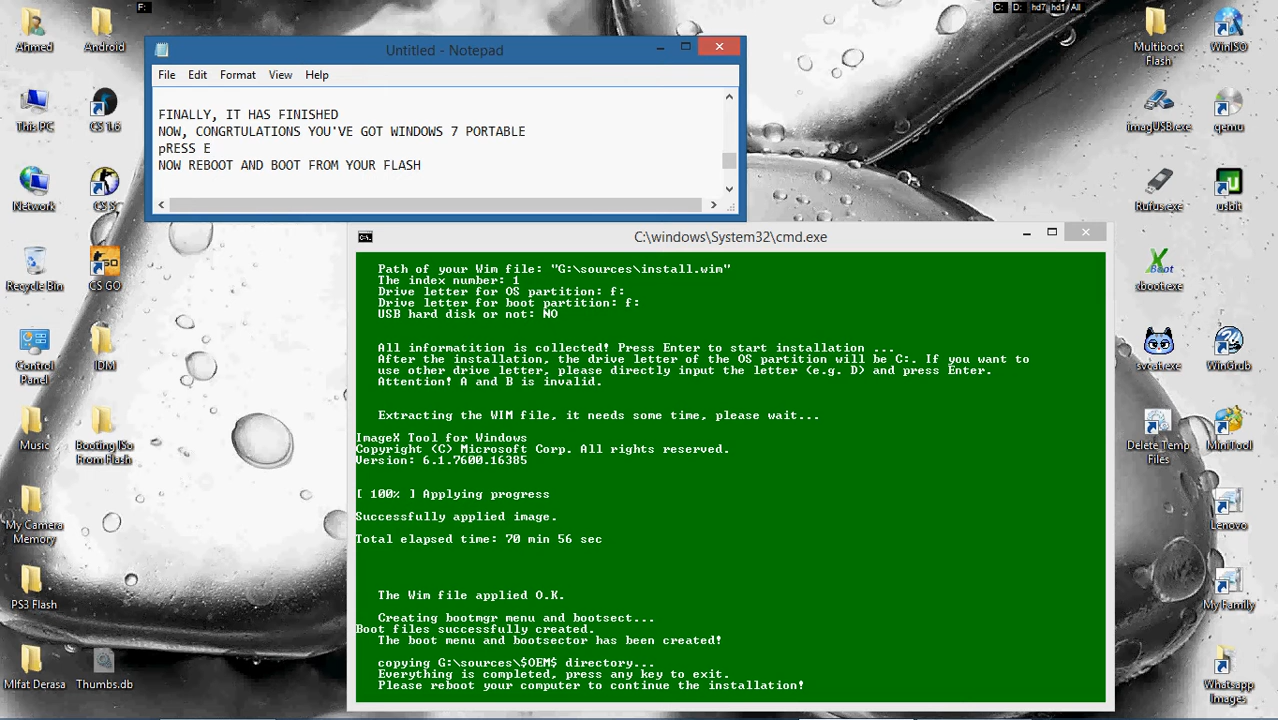 F:
C: D: hd7 hd1 All
Ahmed
Android
This PC
CS 1.6
Network
CS S
Recycle Bin
CS GO
Control
Panel
IDM
Music
Booting ISo
From Flash
My Camera
Memory
PS3 Flash
MIfat Derasa
Thumbs.db
Untitled - Notepad
File Edit Format View Help
FINALLY, IT HAS FINISHED
NOW, CONGRTULATIONS YOU'VE GOT WINDOWS 7 PORTABLE
pRESS E
NOW REBOOT AND BOOT FROM YOUR FLASH
C:\windows\System32\cmd.exe
Path of your Wim file: "G:\sources\install.wim"
The index number: 1
Drive letter for OS partition: f:
Drive letter for boot partition: f:
USB hard disk or not: NO
All informatition is collected! Press Enter to start installation ...
After the installation, the drive letter of the OS partition will be C:. If you want to
use other drive letter, please directly input the letter (e.g. D) and press Enter.
Attention! A and B is invalid.
Extracting the WIM file, it needs some time, please wait...
ImageX Tool for Windows
Copyright (C) Microsoft Corp. All rights reserved.
Version: 6.1.7600.16385
[ 100% ] Applying progress
Successfully applied image.
Total elapsed time: 70 min 56 sec
The Wim file applied O.K.
Creating bootmgr menu and bootsect...
Boot files successfully created.
The boot menu and bootsector has been created!
copying G:\sources\$OEM$ directory...
Everything is completed, press any key to exit.
Please reboot your computer to continue the installation!
Multiboot
Flash
WinISO
imagUSB.exe
qemu
Rufus.exe
usbit
Boot
xboot.exe
svcatt.exe
WinGrub
Delete Temp
Files
MiniTool
Lenovo
My Family
Whatsapp
Images